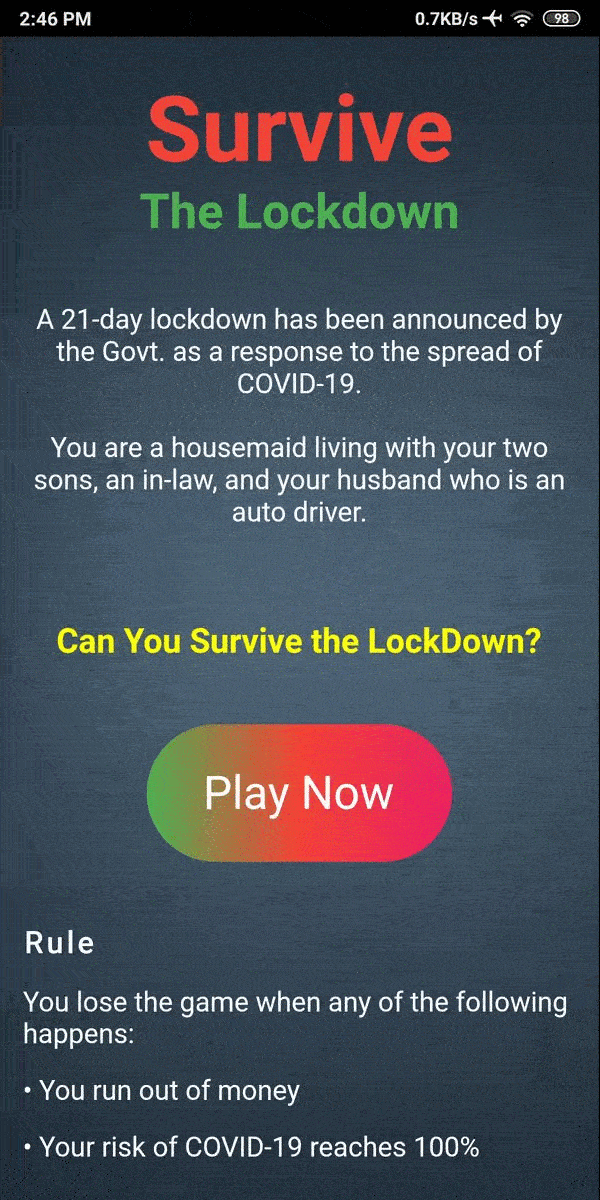 2:46 PM 0.7KB/s 98
Survive
The Lockdown
A 21-day lockdown has been announced by
the Govt. as a response to the spread of
COVID-19.
You are a housemaid living with your two
sons, an in-law, and your husband who is an
auto driver.
Can You Survive the LockDown?
Play Now
Rule
You lose the game when any of the following
happens:
• You run out of money
• Your risk of COVID-19 reaches 100%